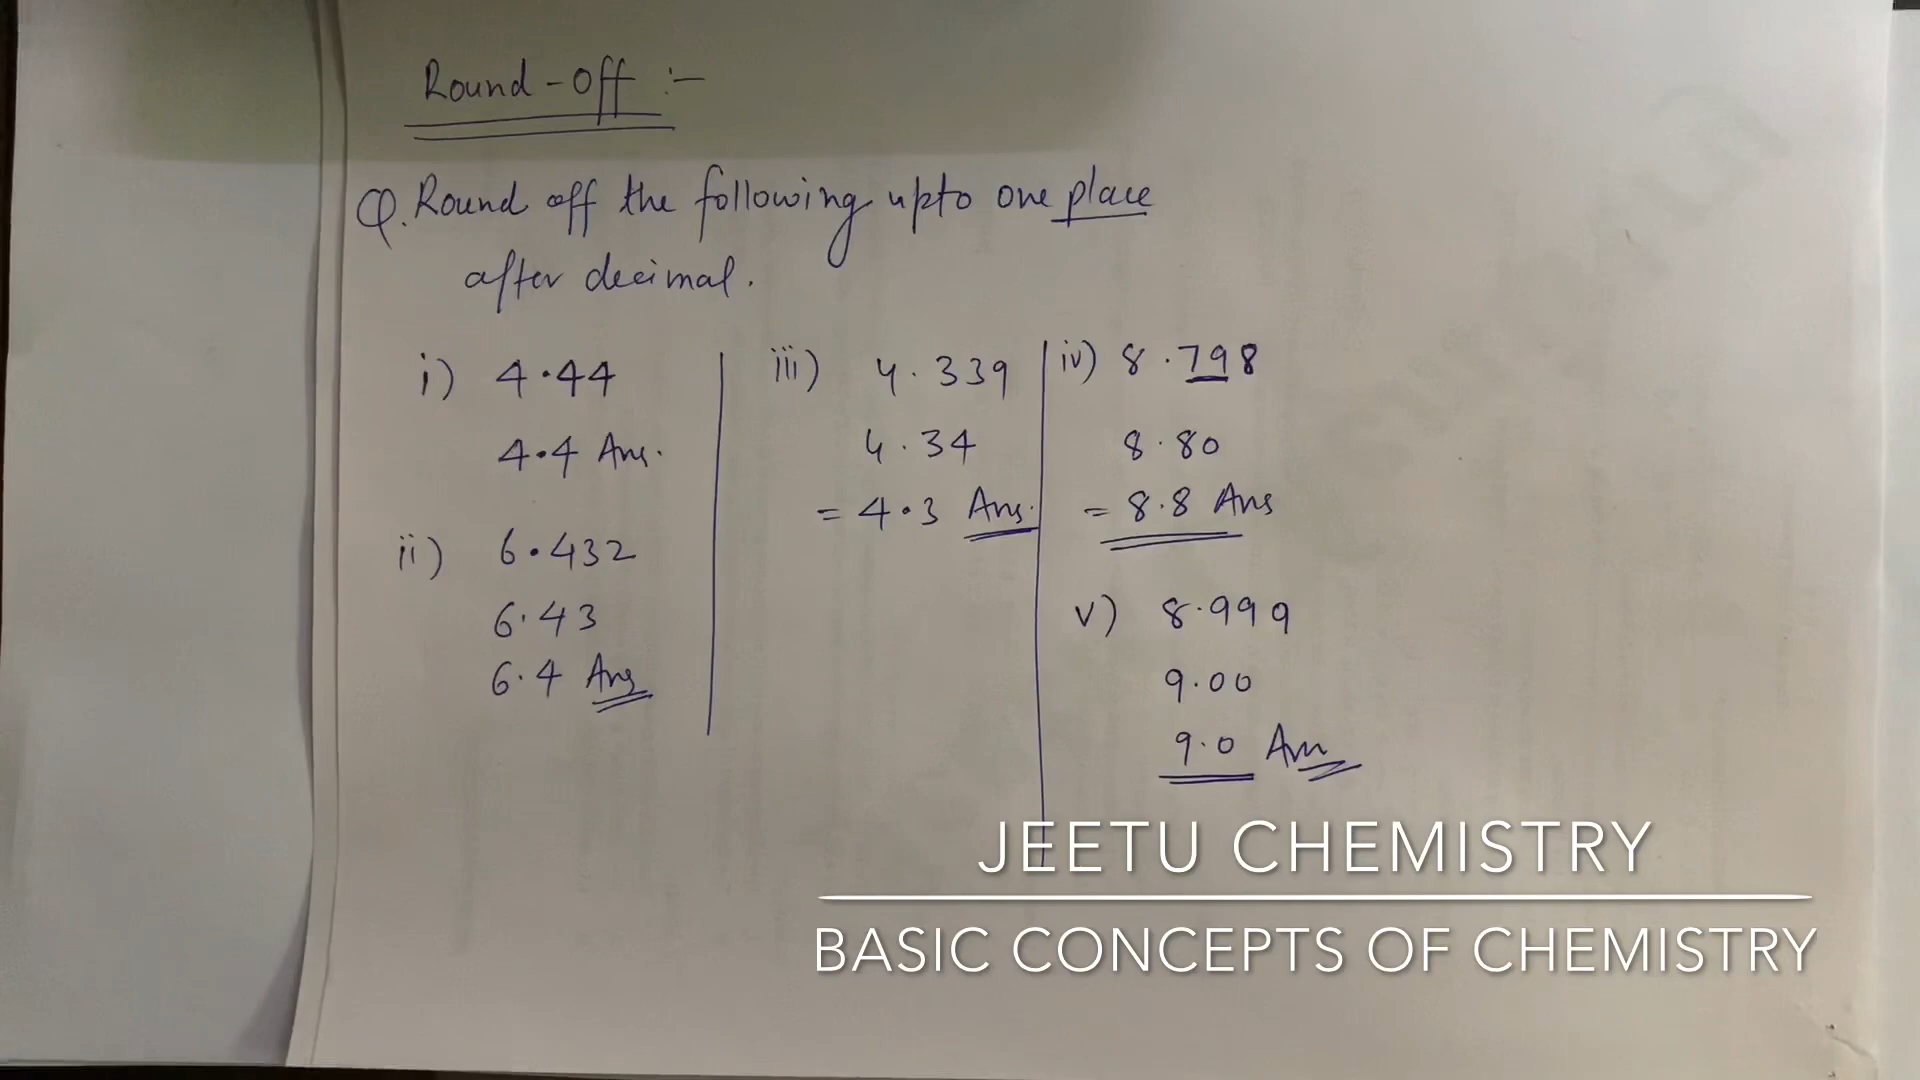 Round-Off :-
Q. Round off the following upto one place
after decimal.
i) 4.44
4.4 Ans.
ii) 6.432
6.43
6.4 Ans
iii) 4.339
4.34
= 4.3 Ans.
iv) 8.798
8.80
= 8.8 Ans
v) 8.999
9.00
9.0 Ans
JEETU CHEMISTRY
BASIC CONCEPTS OF CHEMISTRY